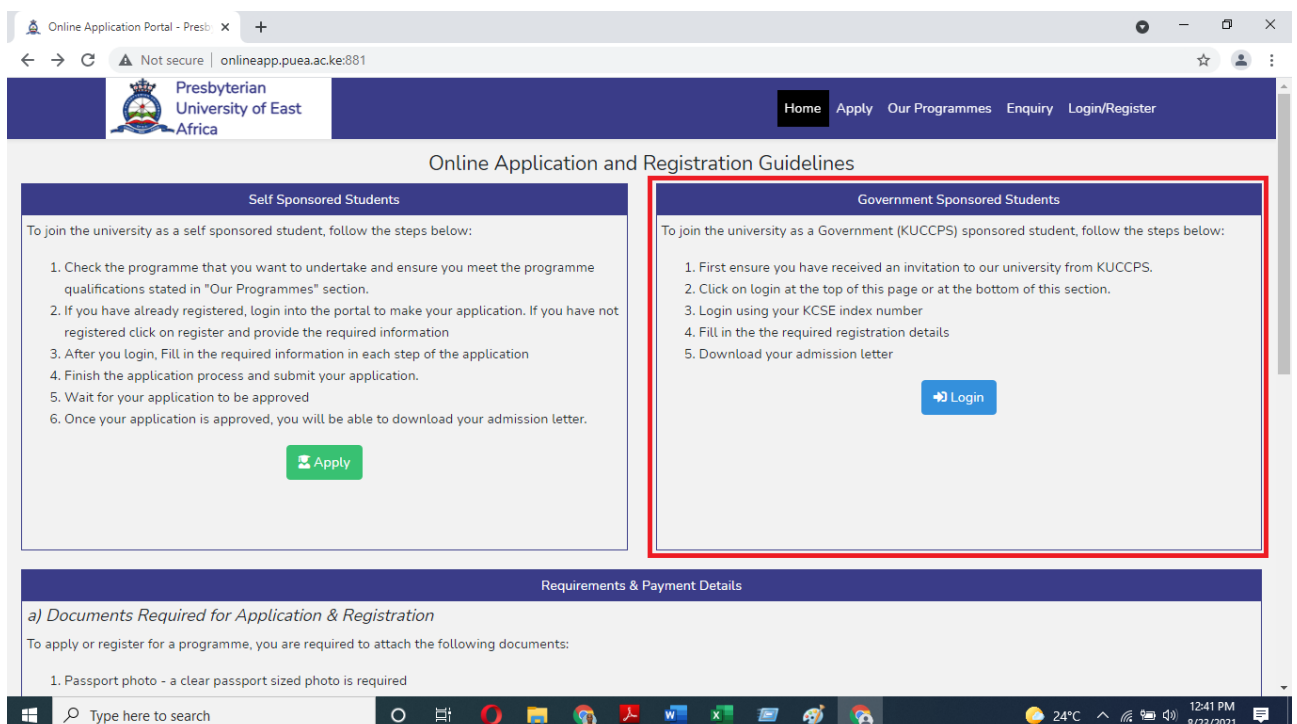 Online Application Portal - Presb
Not secure | onlineapp.puea.ac.ke:881
Presbyterian
University of East
Africa
Home Apply Our Programmes Enquiry Login/Register
Online Application and Registration Guidelines
Self Sponsored Students
To join the university as a self sponsored student, follow the steps below:
1. Check the programme that you want to undertake and ensure you meet the programme
qualifications stated in "Our Programmes" section.
2. If you have already registered, login into the portal to make your application. If you have not
registered click on register and provide the required information
3. After you login, Fill in the required information in each step of the application
4. Finish the application process and submit your application.
5. Wait for your application to be approved
6. Once your application is approved, you will be able to download your admission letter.
Apply
Government Sponsored Students
To join the university as a Government (KUCCPS) sponsored student, follow the steps below:
1. First ensure you have received an invitation to our university from KUCCPS.
2. Click on login at the top of this page or at the bottom of this section.
3. Login using your KCSE index number
4. Fill in the the required registration details
5. Download your admission letter
Login
Requirements & Payment Details
a) Documents Required for Application & Registration
To apply or register for a programme, you are required to attach the following documents:
1. Passport photo - a clear passport sized photo is required
Type here to search
24°C
12:41 PM